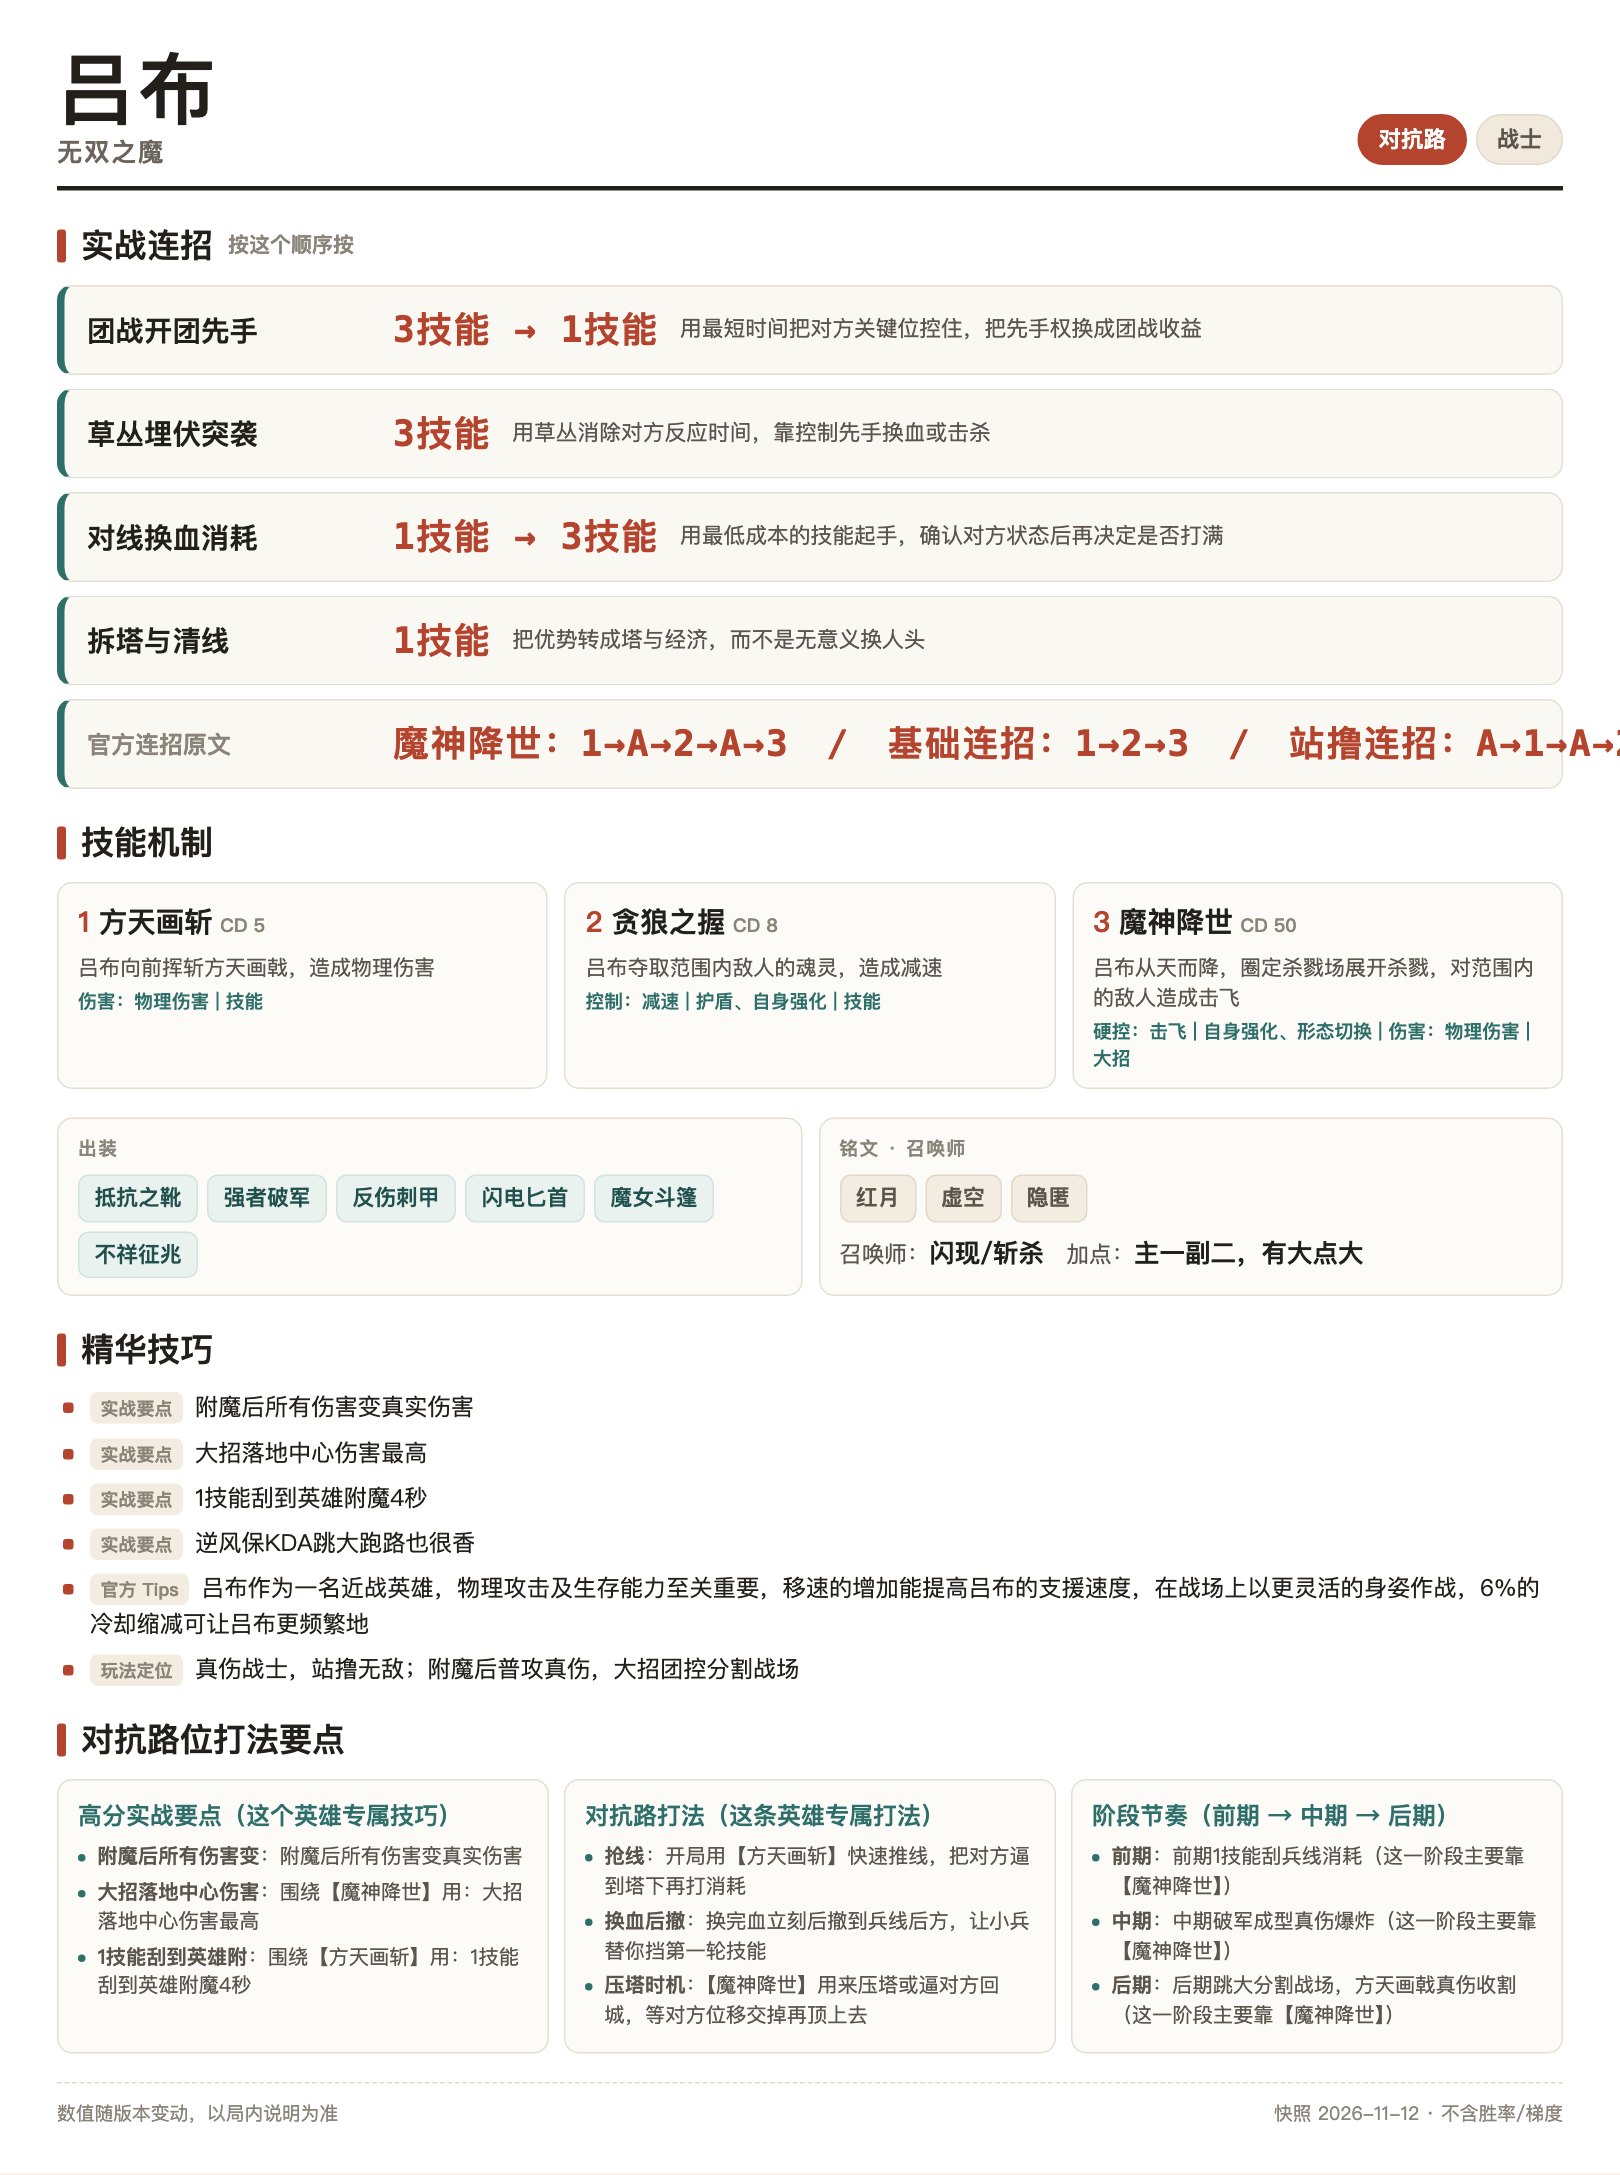 吕布
无双之魔
对抗路 战士
实战连招 按这个顺序按
团战开团先手 3技能 → 1技能 用最短时间把对方关键位控住，把先手权换成团战收益
草丛埋伏突袭 3技能 用草丛消除对方反应时间，靠控制先手换血或击杀
对线换血消耗 1技能 → 3技能 用最低成本的技能起手，确认对方状态后再决定是否打满
拆塔与清线 1技能 把优势转成塔与经济，而不是无意义换人头
官方连招原文 魔神降世：1→A→2→A→3 / 基础连招：1→2→3 / 站撸连招：A→1→A→
技能机制
1 方天画斩 CD 5
吕布向前挥斩方天画戟，造成物理伤害
伤害：物理伤害 | 技能
2 贪狼之握 CD 8
吕布夺取范围内敌人的魂灵，造成减速
控制：减速 | 护盾、自身强化 | 技能
3 魔神降世 CD 50
吕布从天而降，圈定杀戮场展开杀戮，对范围内
的敌人造成击飞
硬控：击飞 | 自身强化、形态切换 | 伤害：物理伤害 |
大招
出装
抵抗之靴 强者破军 反伤刺甲 闪电匕首 魔女斗篷
不祥征兆
铭文 · 召唤师
红月 虚空 隐匿
召唤师：闪现/斩杀 加点：主一副二，有大点大
精华技巧
实战要点 附魔后所有伤害变真实伤害
实战要点 大招落地中心伤害最高
实战要点 1技能刮到英雄附魔4秒
实战要点 逆风保KDA跳大跑路也很香
官方 Tips 吕布作为一名近战英雄，物理攻击及生存能力至关重要，移速的增加能提高吕布的支援速度，在战场上以更灵活的身姿作战，6%的
冷却缩减可让吕布更频繁地
玩法定位 真伤战士，站撸无敌；附魔后普攻真伤，大招团控分割战场
对抗路位打法要点
高分实战要点（这个英雄专属技巧）
附魔后所有伤害变：附魔后所有伤害变真实伤害
大招落地中心伤害：围绕【魔神降世】用：大招
落地中心伤害最高
1技能刮到英雄附：围绕【方天画斩】用：1技能
刮到英雄附魔4秒
对抗路打法（这条英雄专属打法）
抢线：开局用【方天画斩】快速推线，把对方逼
到塔下再打消耗
换血后撤：换完血立刻后撤到兵线后方，让小兵
替你挡第一轮技能
压塔时机：【魔神降世】用来压塔或逼对方回
城，等对方位移交掉再顶上去
阶段节奏（前期 → 中期 → 后期）
前期：前期1技能刮兵线消耗（这一阶段主要靠
【魔神降世】）
中期：中期破军成型真伤爆炸（这一阶段主要靠
【魔神降世】）
后期：后期跳大分割战场，方天画戟真伤收割
（这一阶段主要靠【魔神降世】）
数值随版本变动，以局内说明为准
快照 2026-11-12 · 不含胜率/梯度